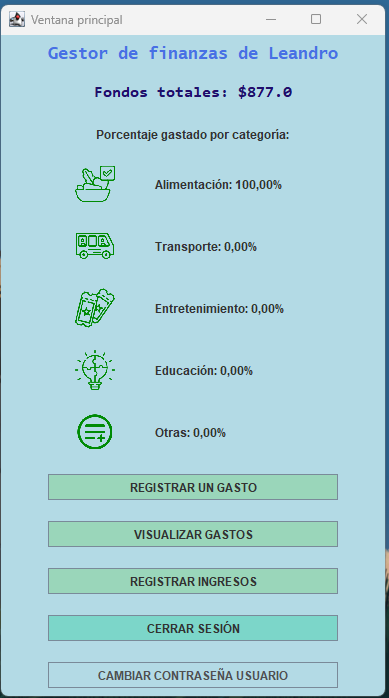 Ventana principal
Gestor de finanzas de Leandro
Fondos totales: $877.0
Porcentaje gastado por categoría:
Alimentación: 100,00%
Transporte: 0,00%
Entretenimiento: 0,00%
Educación: 0,00%
Otras: 0,00%
REGISTRAR UN GASTO
VISUALIZAR GASTOS
REGISTRAR INGRESOS
CERRAR SESIÓN
CAMBIAR CONTRASEÑA USUARIO